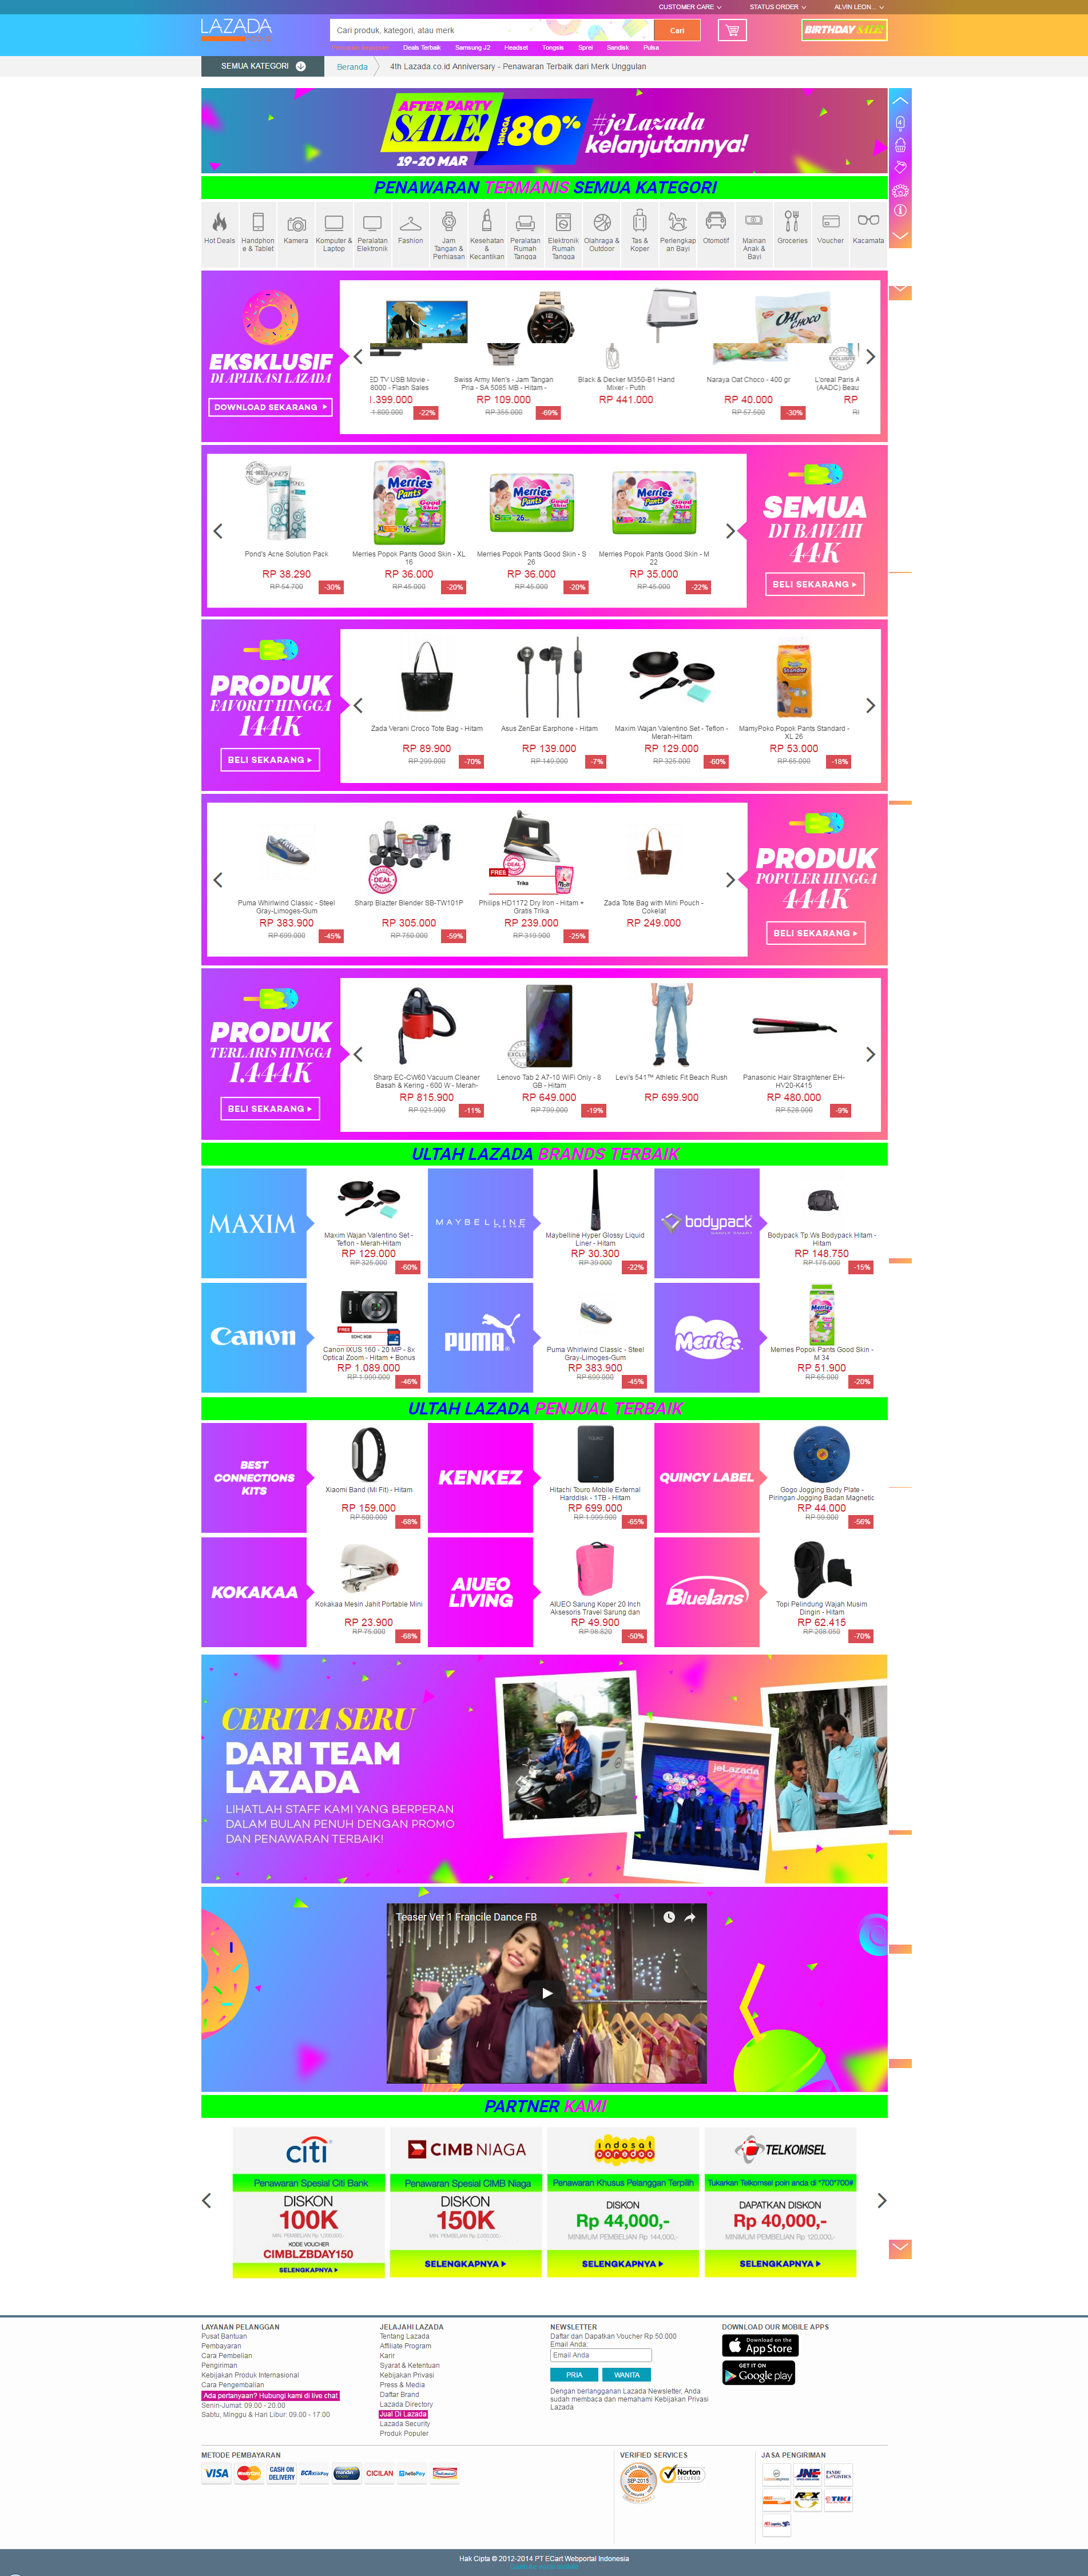 CUSTOMER CARE
STATUS ORDER
ALVIN LEON...
LAZADA
Cari produk, kategori, atau merk
Cari
BIRTHDAY SALE!
Deals Terbaik
Samsung J2
Headset
Tongsis
Sprei
Sandisk
Pulsa
SEMUA KATEGORI
Beranda
4th Lazada.co.id Anniversary - Penawaran Terbaik dari Merk Unggulan
AFTER PARTY
SALE!
HINGGA
80%
19-20 MAR
#jeLazada
kelanjutannya!
PENAWARAN TERMANIS SEMUA KATEGORI
Hot Deals
Handphon
e & Tablet
Kamera
Komputer &
Laptop
Peralatan
Elektronik
Fashion
Jam
Tangan &
Perhiasan
Kesehatan
&
Kecantikan
Peralatan
Rumah
Tangga
Elektronik
Rumah
Tangga
Olahraga &
Outdoor
Tas &
Koper
Perlengkap
an Bayi
Otomotif
Mainan
Anak &
Bayi
Groceries
Voucher
Kacamata
EKSKLUSIF
DI APLIKASI LAZADA
DOWNLOAD SEKARANG
ED TV USB Movie -
8000 - Flash Sales
1.399.000
1.800.000
-22%
Swiss Army Men's - Jam Tangan
Pria - SA 5085 MB - Hitam -
RP 109.000
RP 355.000
-69%
Black & Decker M350-B1 Hand
Mixer - Putih
RP 441.000
OAT CHOCO
Naraya Oat Choco - 400 gr
RP 40.000
RP 57.500
-30%
L'oreal Paris A
(AADC) Beau
RP
Pond's Acne Solution Pack
RP 38.290
RP 54.700
-30%
Merries Popok Pants Good Skin - XL
16
RP 36.000
RP 45.000
-20%
Merries Popok Pants Good Skin - S
26
RP 36.000
RP 45.000
-20%
Merries Popok Pants Good Skin - M
22
RP 35.000
RP 45.000
-22%
SEMUA
DI BAWAH
44K
BELI SEKARANG
PRODUK
FAVORIT HINGGA
144K
BELI SEKARANG
Zada Verani Croco Tote Bag - Hitam
RP 89.900
RP 299.000
-70%
Asus ZenEar Earphone - Hitam
RP 139.000
RP 149.000
-7%
Maxim Wajan Valentino Set - Teflon -
Merah-Hitam
RP 129.000
RP 325.000
-60%
MamyPoko Popok Pants Standard -
XL 26
RP 53.000
RP 65.000
-18%
Puma Whirlwind Classic - Steel
Gray-Limoges-Gum
RP 383.900
RP 699.000
-45%
Sharp Blazter Blender SB-TW101P
RP 305.000
RP 750.000
-59%
FREE
Trika
Philips HD1172 Dry Iron - Hitam +
Gratis Trika
RP 239.000
RP 319.900
-25%
Zada Tote Bag with Mini Pouch -
Cokelat
RP 249.000
PRODUK
POPULER HINGGA
444K
BELI SEKARANG
PRODUK
TERLARIS HINGGA
1.444K
BELI SEKARANG
Sharp EC-CW60 Vacuum Cleaner
Basah & Kering - 600 W - Merah-
RP 815.900
RP 921.900
-11%
Lenovo Tab 2 A7-10 WiFi Only - 8
GB - Hitam
RP 649.000
RP 799.000
-19%
Levi's 541™ Athletic Fit Beach Rush
RP 699.900
Panasonic Hair Straightener EH-
HV20-K415
RP 480.000
RP 528.000
-9%
ULTAH LAZADA BRANDS TERBAIK
MAXIM
Maxim Wajan Valentino Set -
Teflon - Merah-Hitam
RP 129.000
RP 325.000
-60%
MAYBELLINE
Maybelline Hyper Glossy Liquid
Liner - Hitam
RP 30.300
RP 39.000
-22%
bodypack
Bodypack Tp.Ws Bodypack Hitam -
Hitam
RP 148.750
RP 175.000
-15%
Canon
FREE
SDHC 8GB
Canon IXUS 160 - 20 MP - 8x
Optical Zoom - Hitam + Bonus
RP 1.089.000
RP 1.999.000
-46%
PUMA
Puma Whirlwind Classic - Steel
Gray-Limoges-Gum
RP 383.900
RP 699.000
-45%
Merries
Merries Popok Pants Good Skin -
M 34
RP 51.900
RP 65.000
-20%
ULTAH LAZADA PENJUAL TERBAIK
BEST
CONNECTIONS
KITS
Xiaomi Band (Mi Fit) - Hitam
RP 159.000
RP 500.000
-68%
KENKEZ
Hitachi Touro Mobile External
Harddisk - 1TB - Hitam
RP 699.000
RP 1.999.900
-65%
QUINCY LABEL
Gogo Jogging Body Plate -
Piringan Jogging Badan Magnetic
RP 44.000
RP 99.000
-56%
KOKAKAA
Kokakaa Mesin Jahit Portable Mini
RP 23.900
RP 75.000
-68%
AIUEO
LIVING
AIUEO Sarung Koper 20 Inch
Aksesoris Travel Sarung dan
RP 49.900
RP 98.820
-50%
Bluelans
Topi Pelindung Wajah Musim
Dingin - Hitam
RP 62.415
RP 208.050
-70%
CERITA SERU
DARI TEAM
LAZADA
LIHATLAH STAFF KAMI YANG BERPERAN
DALAM BULAN PENUH DENGAN PROMO
DAN PENAWARAN TERBAIK!
jeLazada
Teaser Ver 1 Francile Dance FB
PARTNER KAMI
citi
Penawaran Spesial Citi Bank
DISKON
100K
MIN. PEMBELIAN Rp 1,000,000,-
KODE VOUCHER
CIMBLZBDAY150
SELENGKAPNYA
CIMB NIAGA
Penawaran Spesial CIMB Niaga
DISKON
150K
MIN. PEMBELIAN Rp 2,000,000,-
SELENGKAPNYA
indosat
ooredoo
Penawaran Khusus Pelanggan Terpilih
DISKON
Rp 44,000,-
MINIMUM PEMBELIAN Rp 144,000,-
SELENGKAPNYA
TELKOMSEL
Tukarkan Telkomsel poin anda di *700*700#
DAPATKAN DISKON
Rp 40,000,-
MINIMUM PEMBELIAN Rp 120,000,-
SELENGKAPNYA
LAYANAN PELANGGAN
Pusat Bantuan
Pembayaran
Cara Pembelian
Pengiriman
Kebijakan Produk Internasional
Cara Pengembalian
Ada pertanyaan? Hubungi kami di live chat
Senin-Jumat: 09.00 - 20.00
Sabtu, Minggu & Hari Libur: 09.00 - 17.00
JELAJAHI LAZADA
Tentang Lazada
Affiliate Program
Karir
Syarat & Ketentuan
Kebijakan Privasi
Press & Media
Daftar Brand
Lazada Directory
Jual Di Lazada
Lazada Security
Produk Populer
NEWSLETTER
Daftar dan Dapatkan Voucher Rp 50.000
Email Anda:
Email Anda
PRIA
WANITA
Dengan berlangganan Lazada Newsletter, Anda
sudah membaca dan memahami Kebijakan Privasi
Lazada
DOWNLOAD OUR MOBILE APPS
Download on the
App Store
GET IT ON
Google play
METODE PEMBAYARAN
VISA
MasterCard
CASH ON
DELIVERY
BCA KlikPay
mandiri
CICILAN
helloPay
VERIFIED SERVICES
SEP-2015
Norton
SECURED
JASA PENGIRIMAN
JNE
PANDU
LOGISTICS
RPX
TIKI
Hak Cipta © 2012-2014 PT ECart Webportal Indonesia